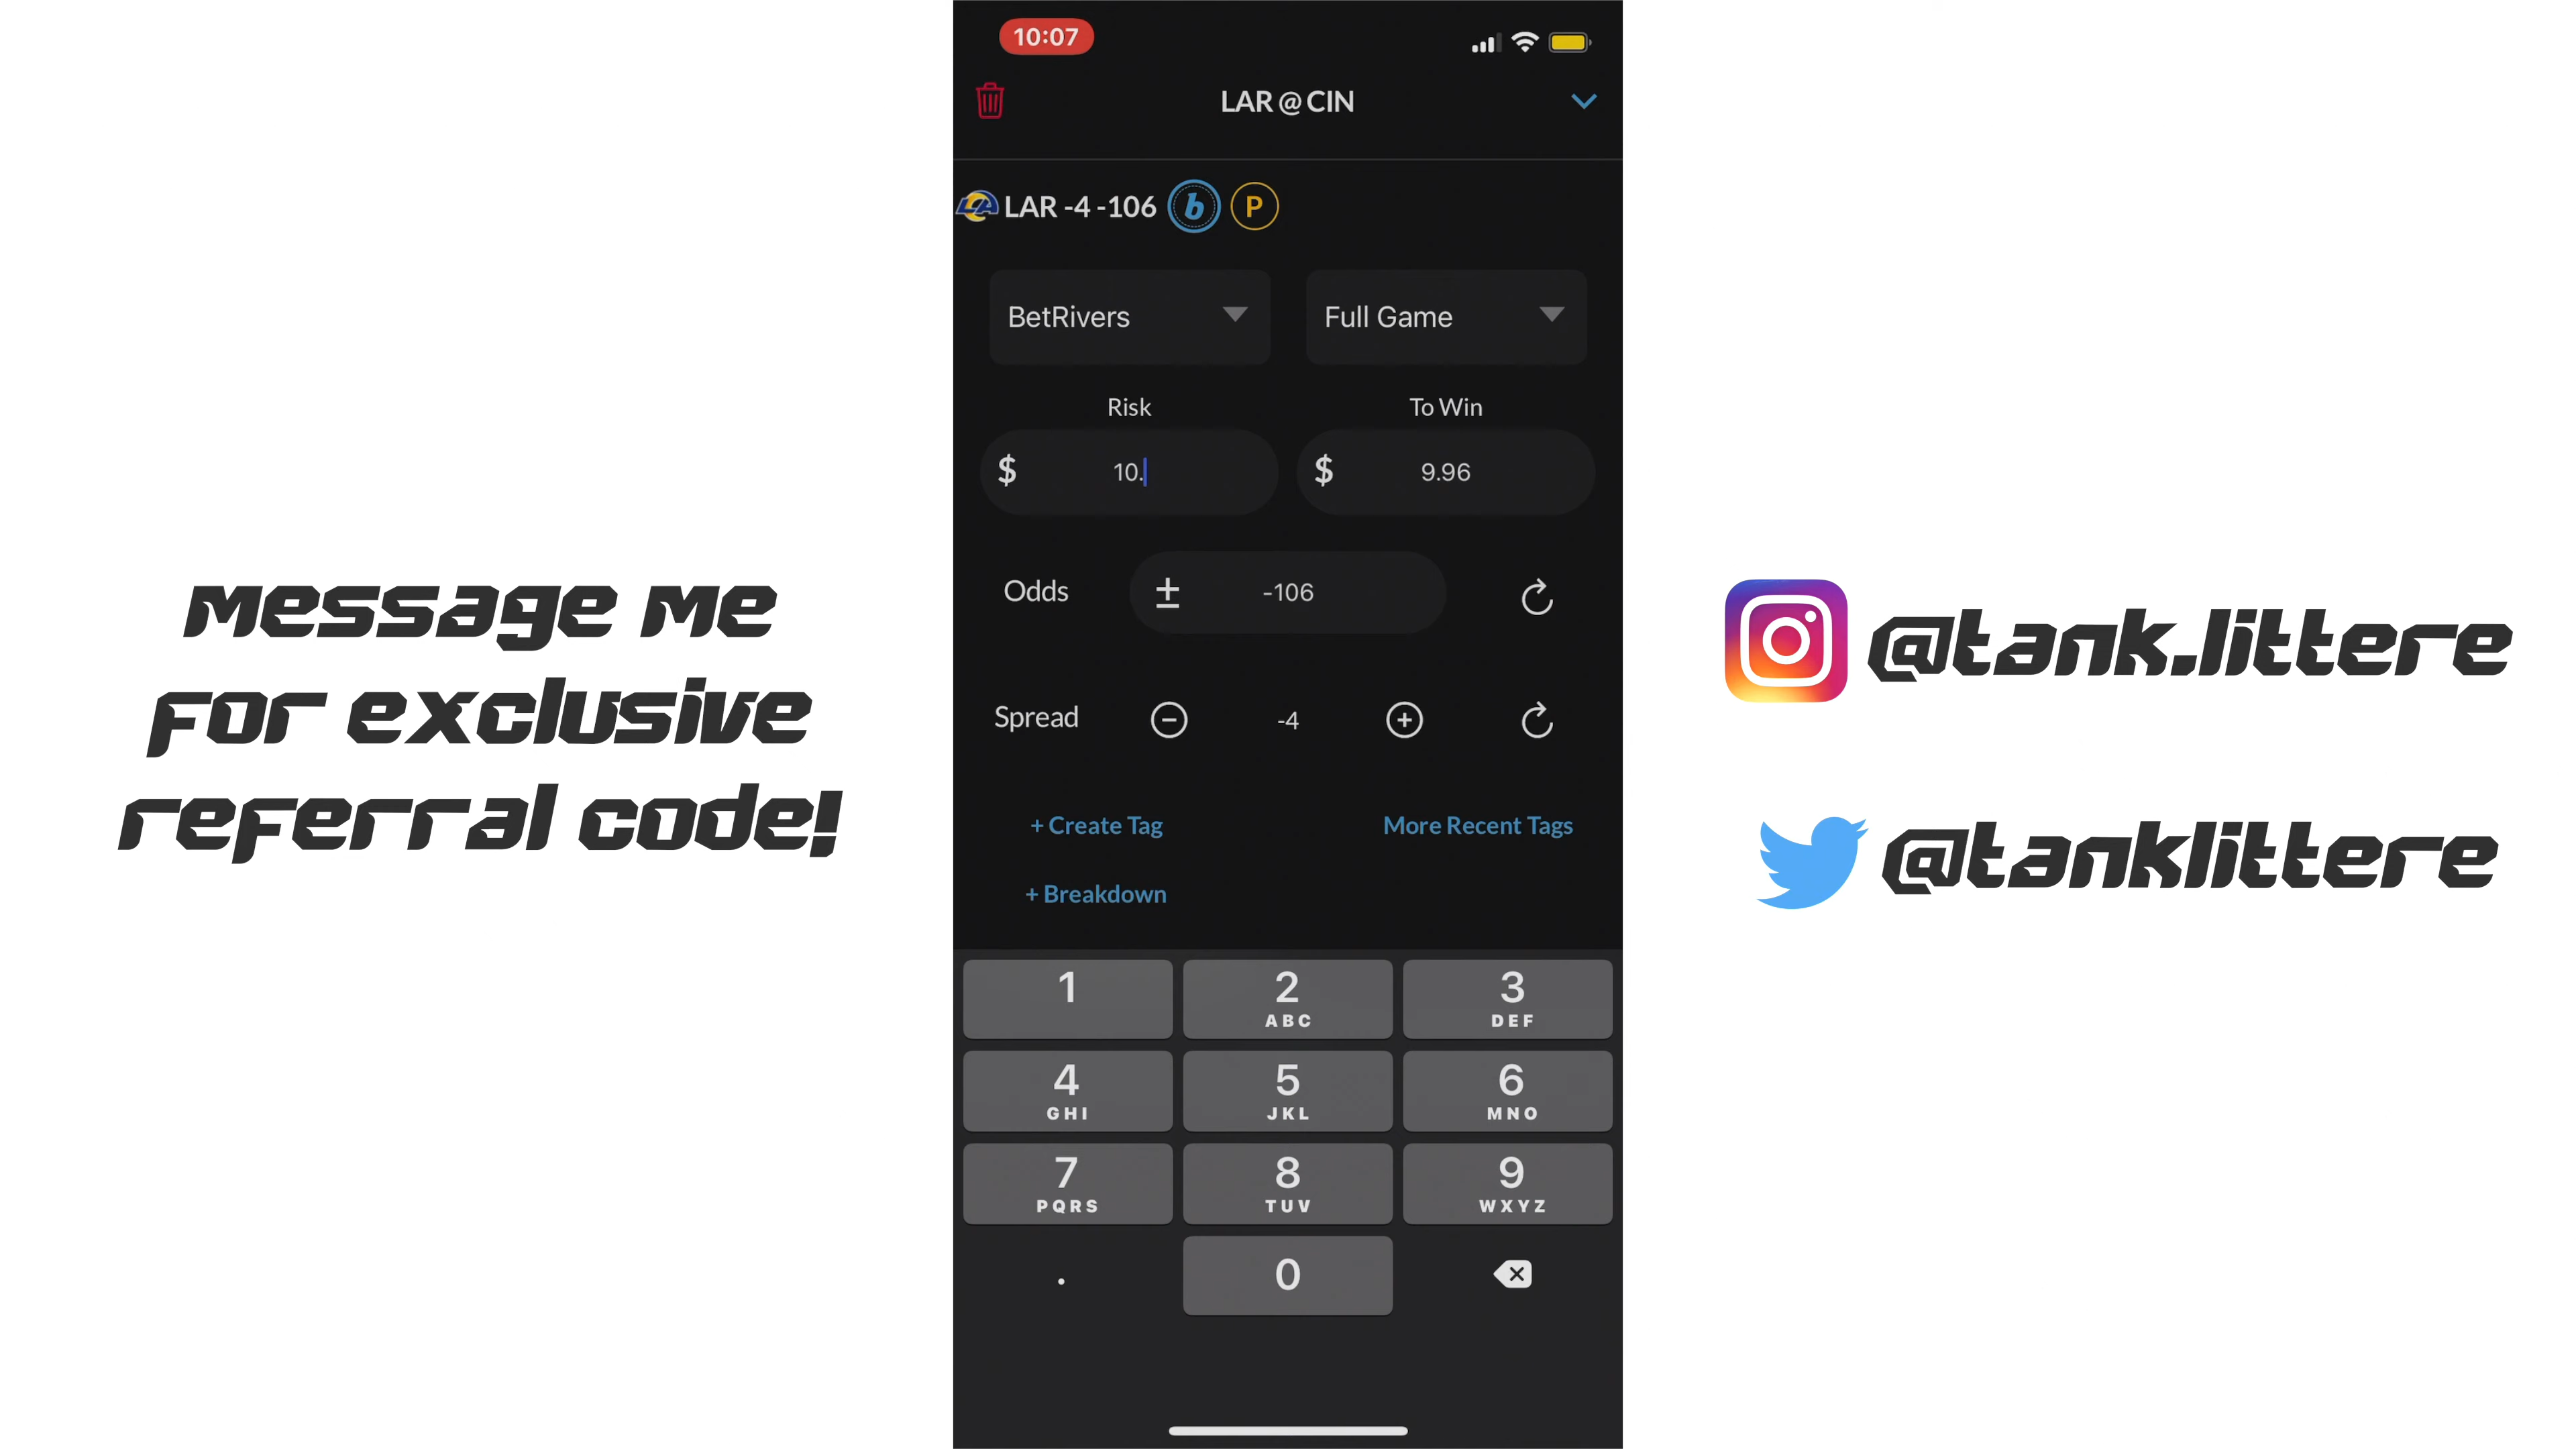 Message me
for exclusive
referral code!
10:07
LAR @ CIN
LA LAR -4 -106 b P
BetRivers
Full Game
Risk
To Win
$ 10.
$ 9.96
Odds ± -106
Spread -4
+ Create Tag
More Recent Tags
+ Breakdown
1
2 ABC
3 DEF
4 GHI
5 JKL
6 MNO
7 PQRS
8 TUV
9 WXYZ
.
0
@tank.littere
@tanklittere